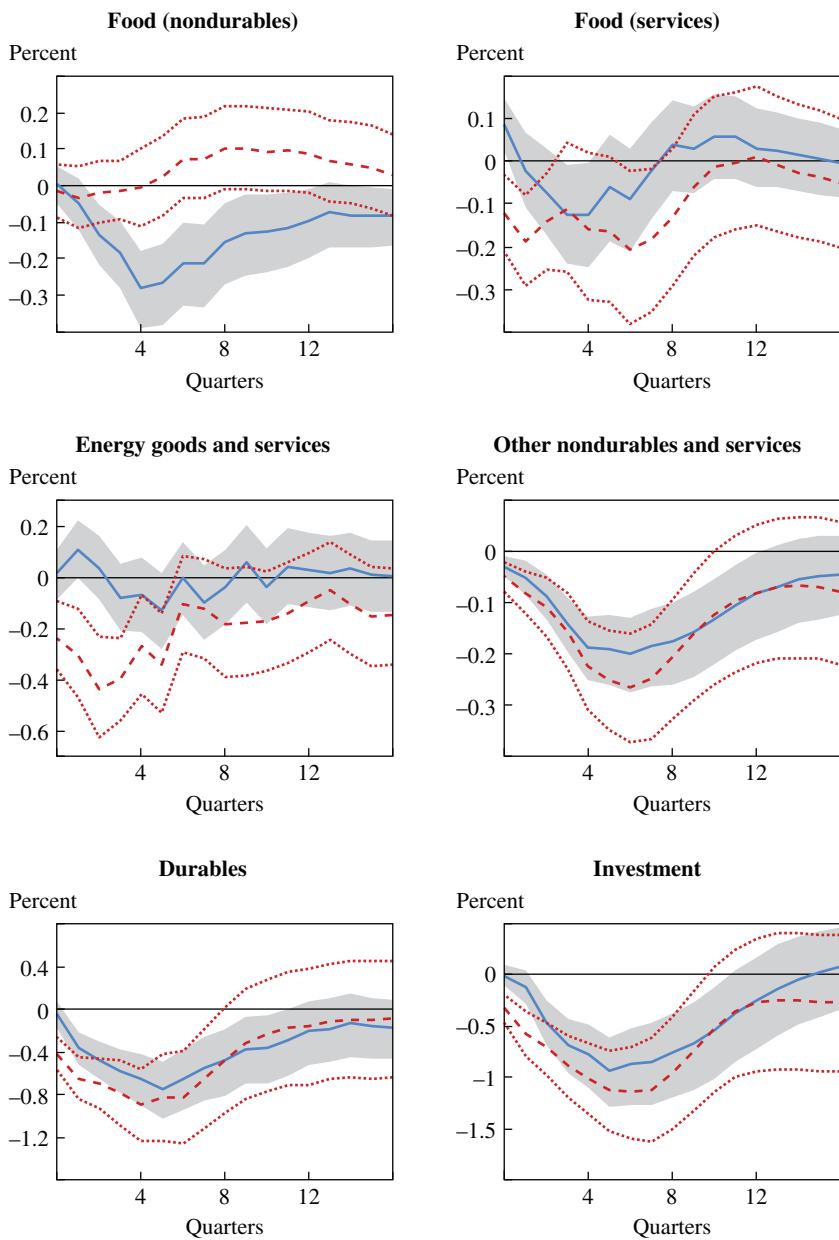 Food (nondurables)
Percent
0.2
0.1
0
–0.1
–0.2
–0.3
4
8
12
Quarters
Food (services)
Percent
0.1
0
–0.1
–0.2
–0.3
4
8
12
Quarters
Energy goods and services
Percent
0.2
0
–0.2
–0.4
–0.6
4
8
12
Quarters
Other nondurables and services
Percent
0
–0.1
–0.2
–0.3
4
8
12
Quarters
Durables
Percent
0.4
0
–0.4
–0.8
–1.2
4
8
12
Quarters
Investment
Percent
0
–0.5
–1
–1.5
4
8
12
Quarters